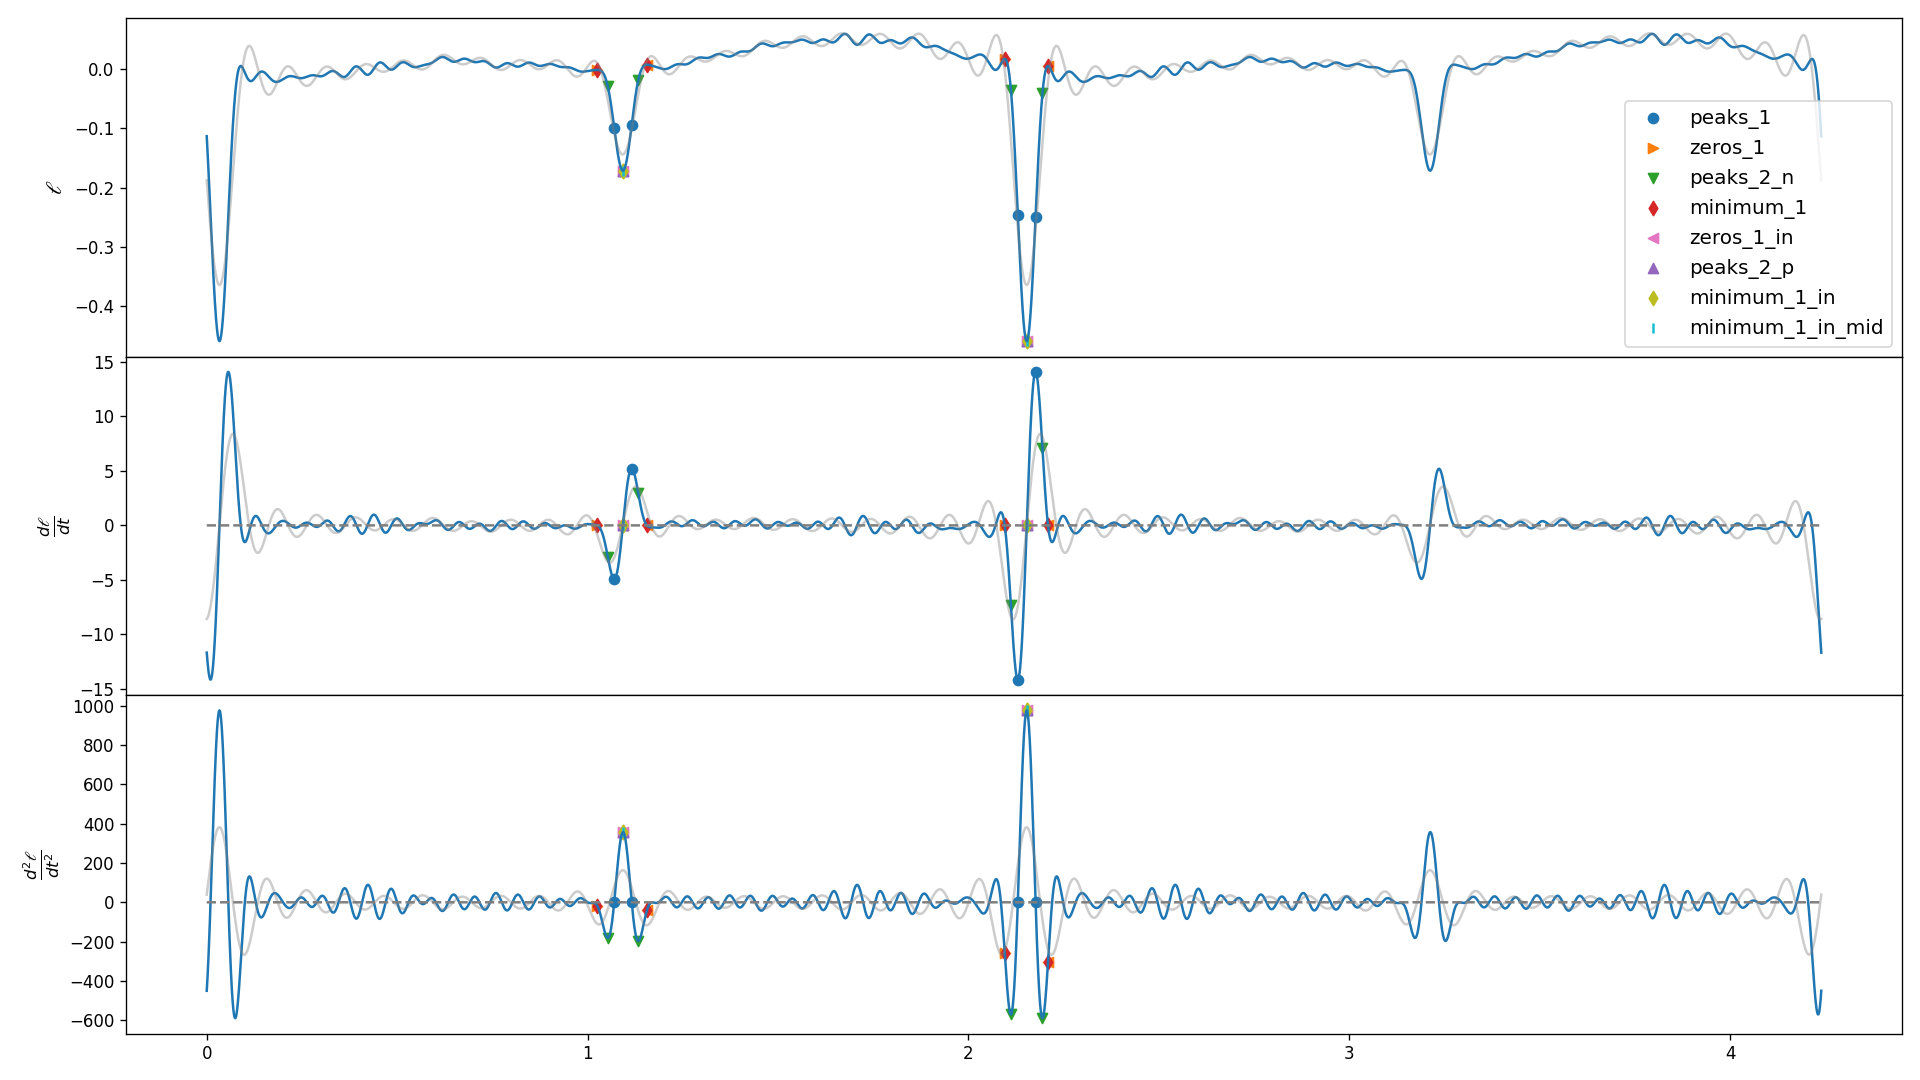 0.0
−0.1
−0.2
−0.3
−0.4
ℓ
peaks_1
zeros_1
peaks_2_n
minimum_1
zeros_1_in
peaks_2_p
minimum_1_in
minimum_1_in_mid
15
10
5
0
−5
−10
−15
dℓ
dt
1000
800
600
400
200
0
−200
−400
−600
d²ℓ
dt²
0 1 2 3 4